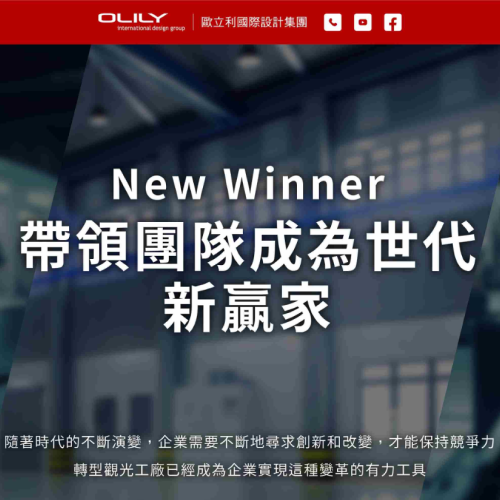 OLILY
International design group
歐立利國際設計集團
New Winner
帶領團隊成為世代
新贏家
隨著時代的不斷演變，企業需要不斷地尋求創新和改變，才能保持競爭力
轉型觀光工廠已經成為企業實現這種變革的有力工具